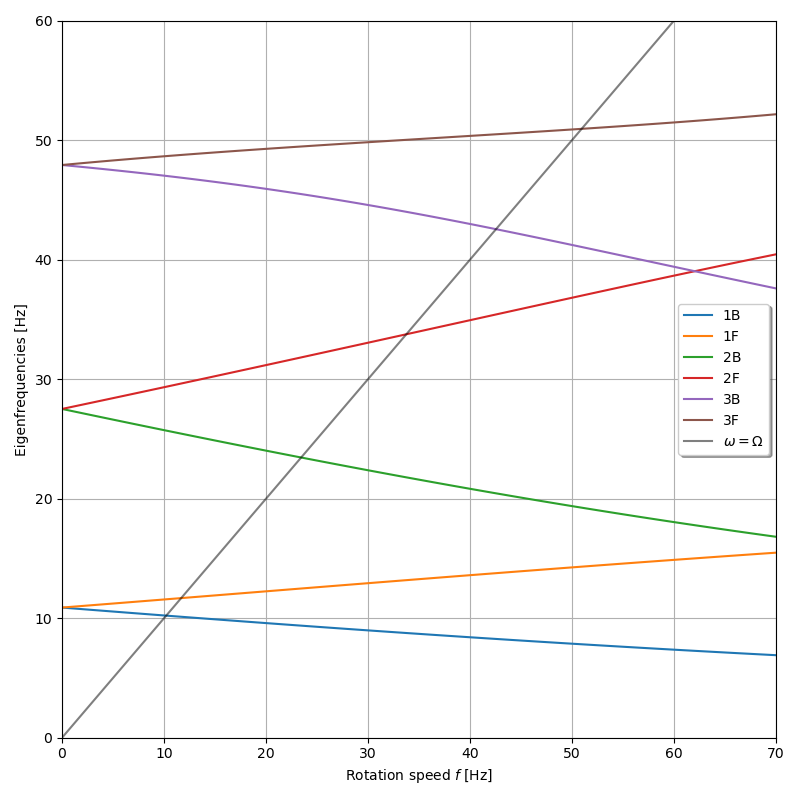 60
50
40
30
20
10
0
Eigenfrequencies [Hz]
1B
1F
2B
2F
3B
3F
ω = Ω
0 10 20 30 40 50 60 70
Rotation speed f [Hz]